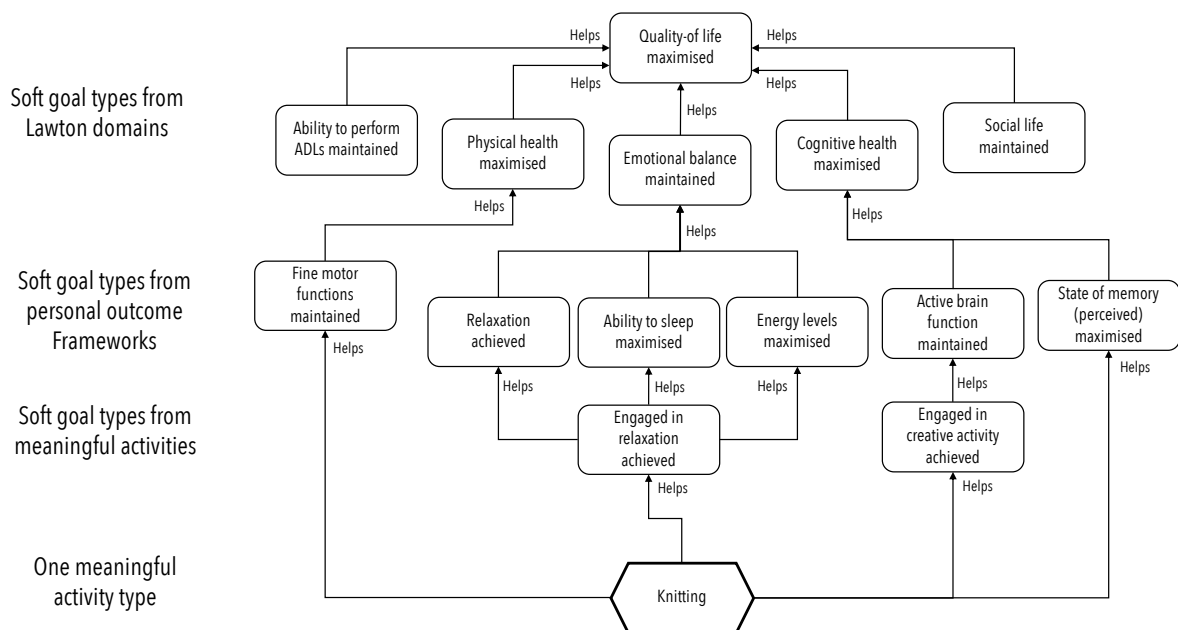 Quality-of life
maximised
Helps
Helps
Helps
Helps
Helps
Soft goal types from
Lawton domains
Ability to perform
ADLs maintained
Physical health
maximised
Emotional balance
maintained
Cognitive health
maximised
Social life
maintained
Helps
Helps
Helps
Soft goal types from
personal outcome
Frameworks
Fine motor
functions
maintained
Relaxation
achieved
Ability to sleep
maximised
Energy levels
maximised
Active brain
function
maintained
State of memory
(perceived)
maximised
Helps
Helps
Helps
Helps
Helps
Helps
Soft goal types from
meaningful activities
Engaged in
relaxation
achieved
Engaged in
creative activity
achieved
Helps
Helps
One meaningful
activity type
Knitting